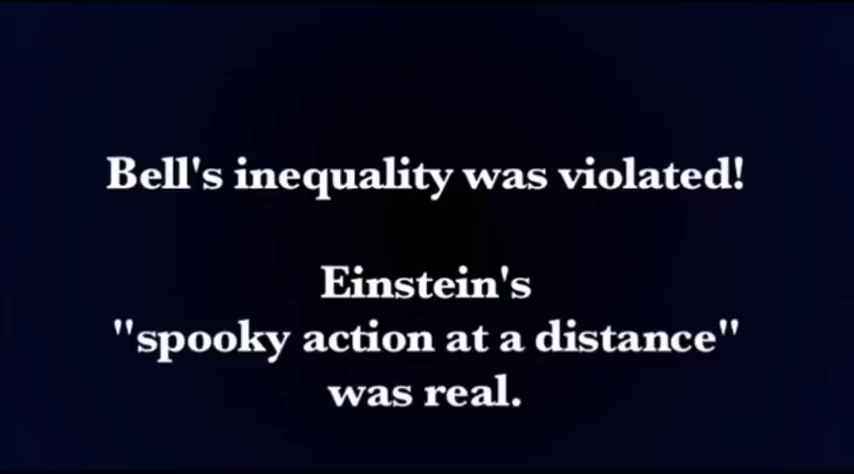 Bell's inequality was violated!
Einstein's
"spooky action at a distance"
was real.